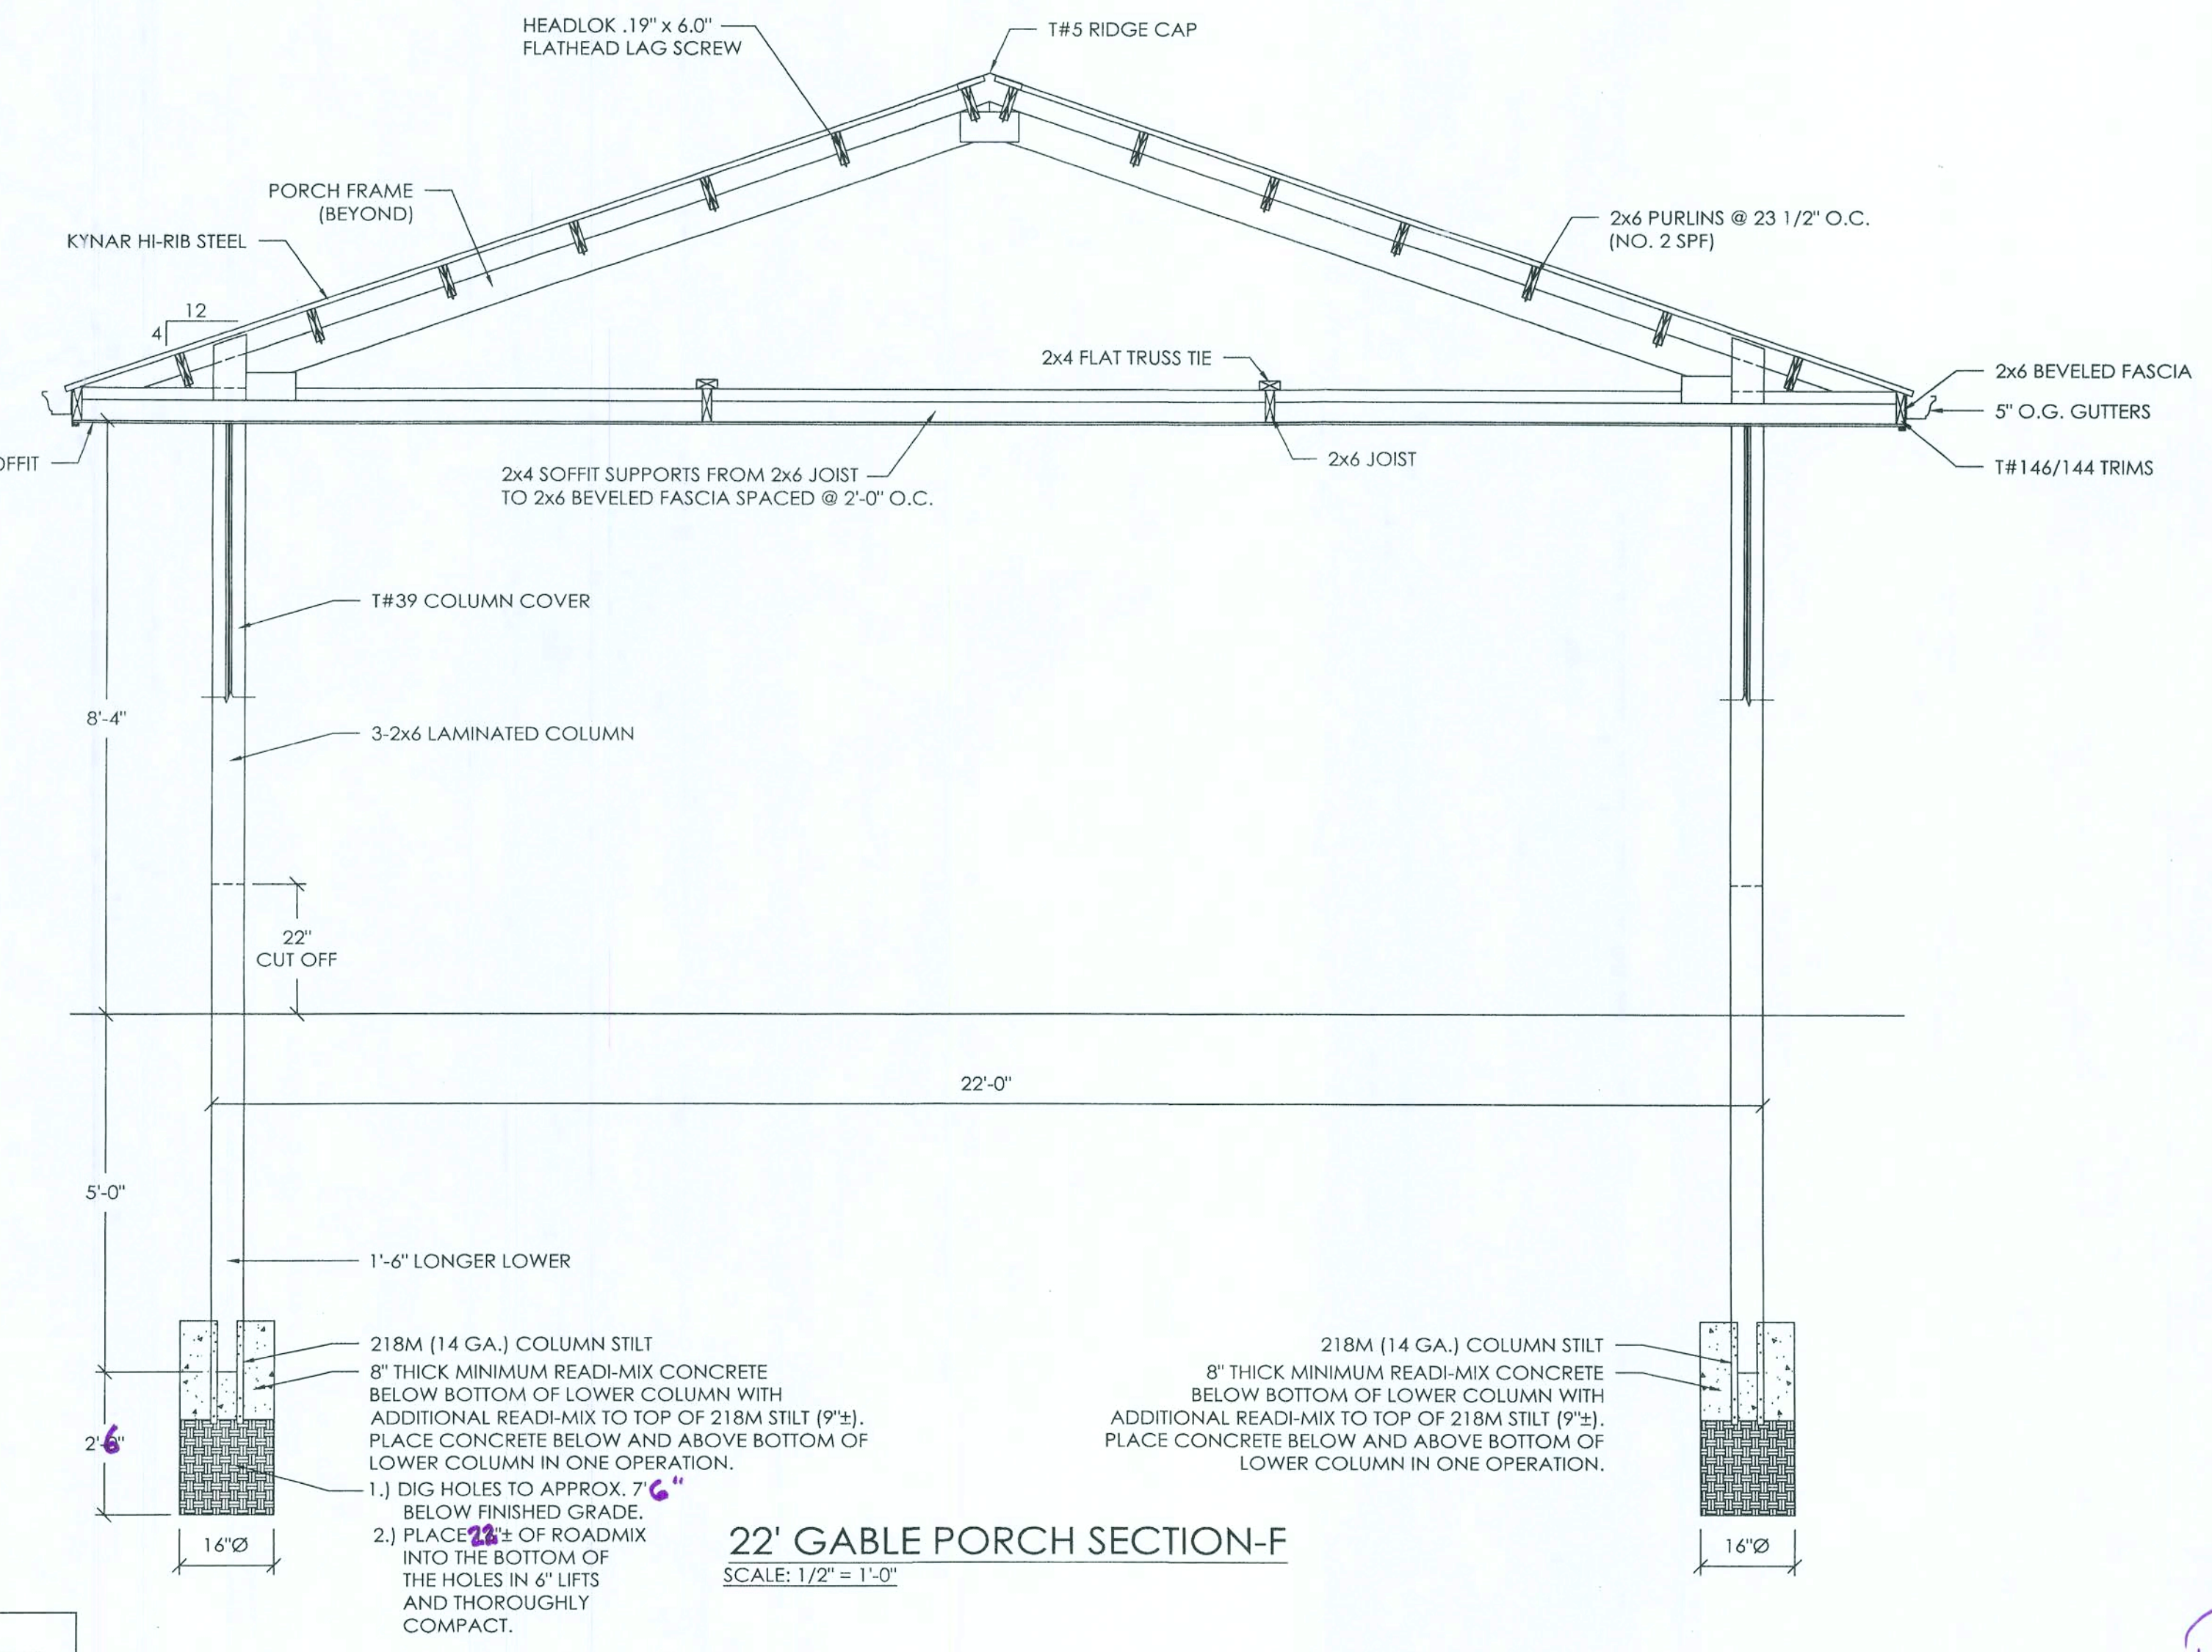 HEADLOK .19" x 6.0"
FLATHEAD LAG SCREW
T#5 RIDGE CAP
PORCH FRAME
(BEYOND)
KYNAR HI-RIB STEEL
2x6 PURLINS @ 23 1/2" O.C.
(NO. 2 SPF)
12
4
2x4 FLAT TRUSS TIE
2x6 BEVELED FASCIA
5" O.G. GUTTERS
OFFIT
2x4 SOFFIT SUPPORTS FROM 2x6 JOIST
TO 2x6 BEVELED FASCIA SPACED @ 2'-0" O.C.
2x6 JOIST
T#146/144 TRIMS
T#39 COLUMN COVER
8'-4"
3-2x6 LAMINATED COLUMN
22"
CUT OFF
22'-0"
5'-0"
1'-6" LONGER LOWER
218M (14 GA.) COLUMN STILT
8" THICK MINIMUM READI-MIX CONCRETE
BELOW BOTTOM OF LOWER COLUMN WITH
ADDITIONAL READI-MIX TO TOP OF 218M STILT (9"±).
PLACE CONCRETE BELOW AND ABOVE BOTTOM OF
LOWER COLUMN IN ONE OPERATION.
218M (14 GA.) COLUMN STILT
8" THICK MINIMUM READI-MIX CONCRETE
BELOW BOTTOM OF LOWER COLUMN WITH
ADDITIONAL READI-MIX TO TOP OF 218M STILT (9"±).
PLACE CONCRETE BELOW AND ABOVE BOTTOM OF
LOWER COLUMN IN ONE OPERATION.
2'-6"
1.) DIG HOLES TO APPROX. 7'6"
BELOW FINISHED GRADE.
2.) PLACE 22"± OF ROADMIX
INTO THE BOTTOM OF
THE HOLES IN 6" LIFTS
AND THOROUGHLY
COMPACT.
16"Ø
16"Ø
22' GABLE PORCH SECTION-F
SCALE: 1/2" = 1'-0"